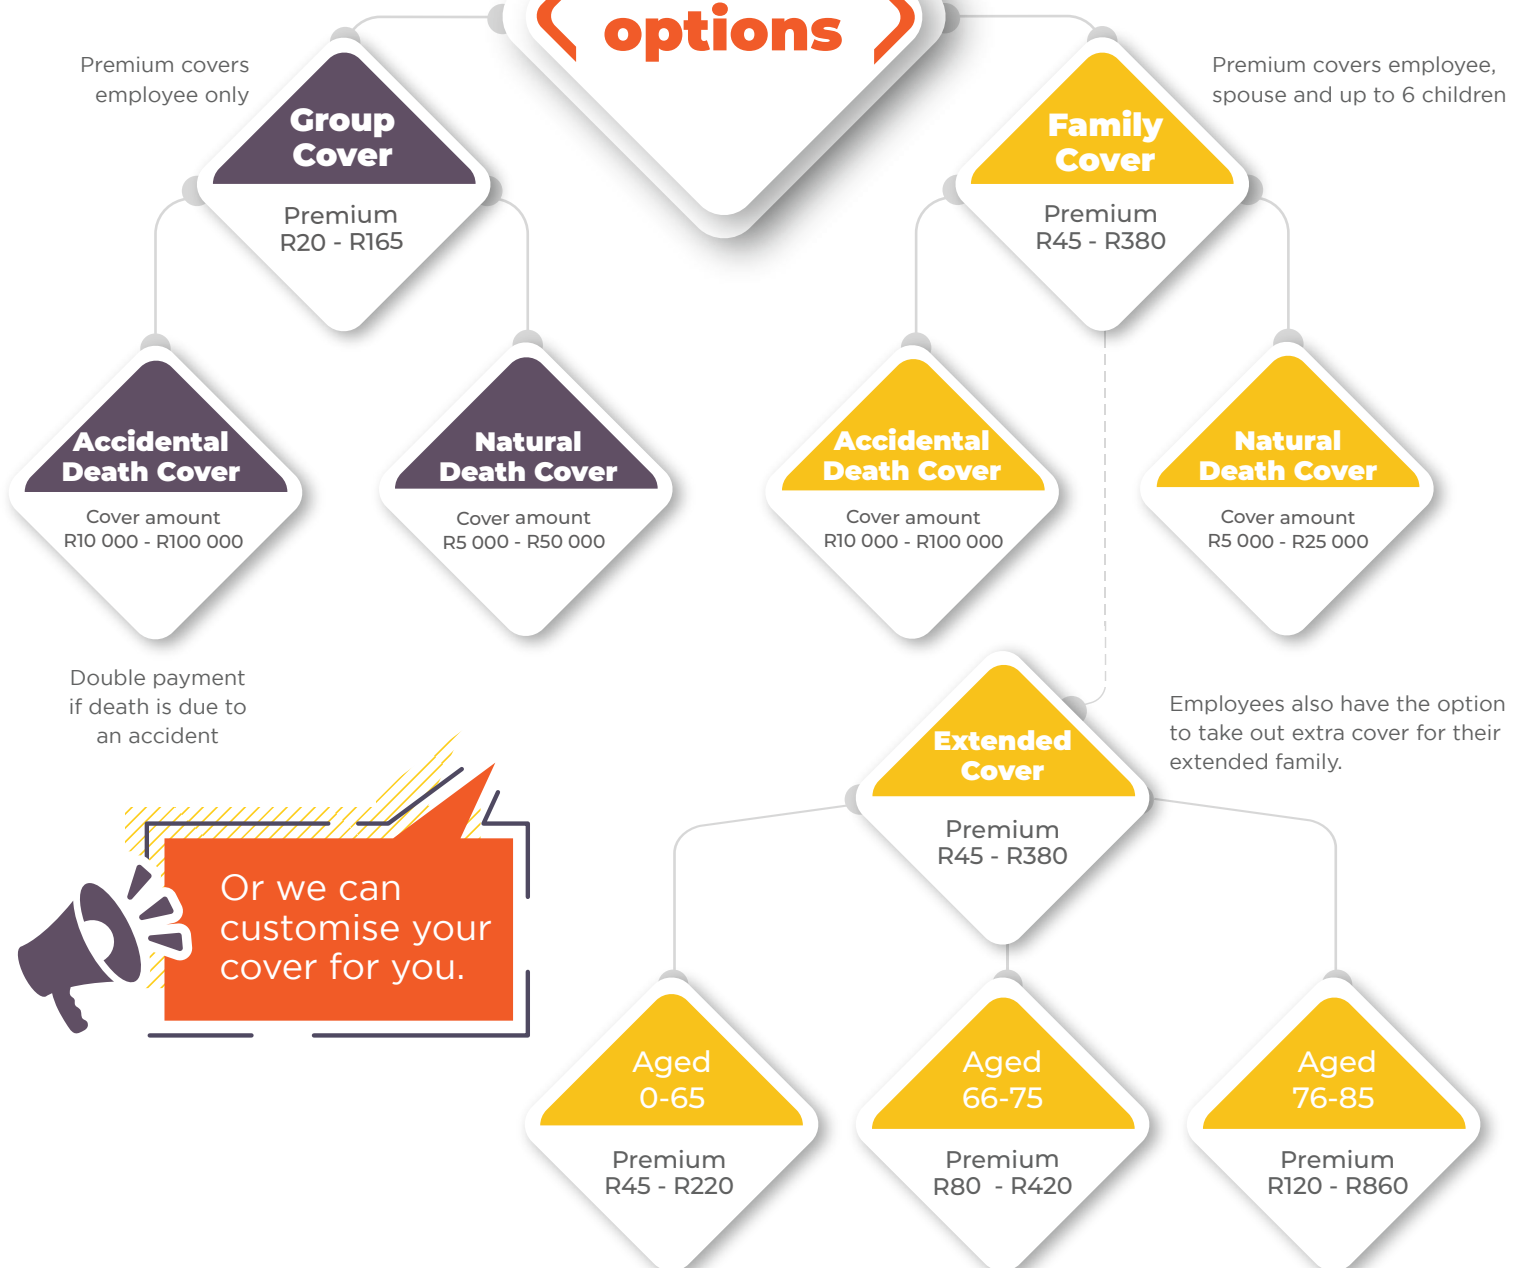 options
Premium covers
employee only
Group
Cover
Premium
R20 - R165
Premium covers employee,
spouse and up to 6 children
Family
Cover
Premium
R45 - R380
Accidental
Death Cover
Cover amount
R10 000 - R100 000
Natural
Death Cover
Cover amount
R5 000 - R50 000
Accidental
Death Cover
Cover amount
R10 000 - R100 000
Natural
Death Cover
Cover amount
R5 000 - R25 000
Double payment
if death is due to
an accident
Extended
Cover
Premium
R45 - R380
Employees also have the option
to take out extra cover for their
extended family.
Or we can
customise your
cover for you.
Aged
0-65
Premium
R45 - R220
Aged
66-75
Premium
R80 - R420
Aged
76-85
Premium
R120 - R860